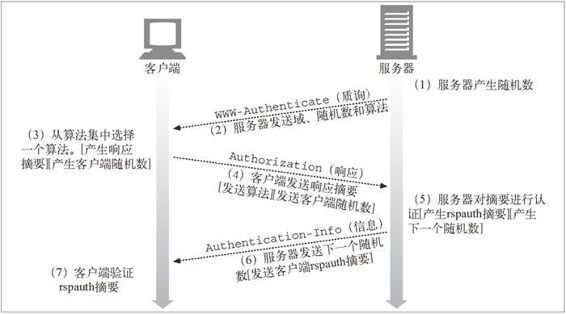 客户端
服务器
(1) 服务器产生随机数
WWW-Authenticate (质询)
(2) 服务器发送域、随机数和算法
(3) 从算法集中选择
一个算法。[产生响应
摘要][产生客户端随机数]
Authorization (响应)
(4) 客户端发送响应摘要
[发送算法][发送客户端随机数]
(5) 服务器对摘要进行认
证[产生rspauth摘要][产生
下一个随机数]
Authentication-Info (信息)
(6) 服务器发送下一个随机
数[发送客户端rspauth摘要]
(7) 客户端验证
rspauth摘要